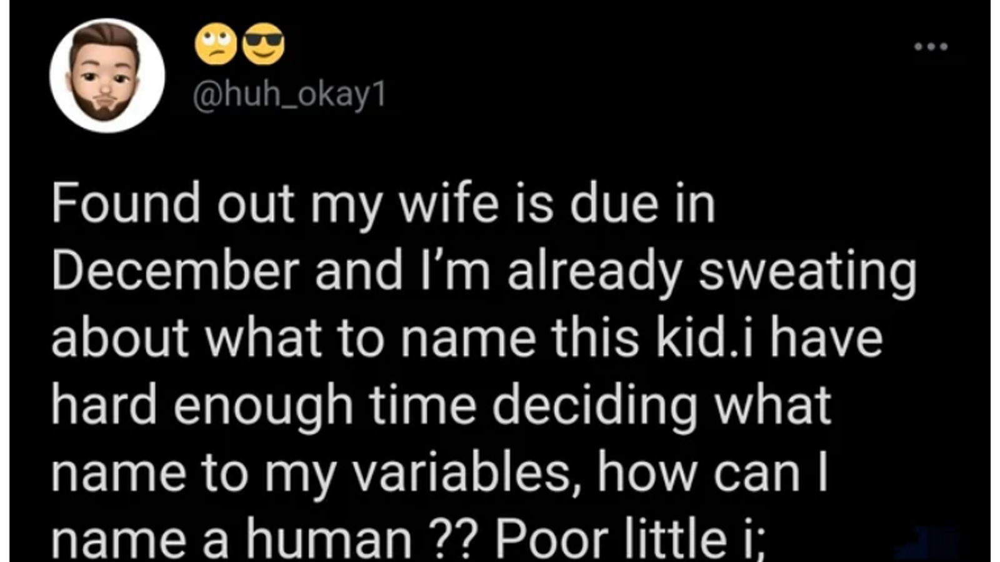 🙄😎
@huh_okay1
Found out my wife is due in
December and I’m already sweating
about what to name this kid.i have
hard enough time deciding what
name to my variables, how can I
name a human ?? Poor little i;